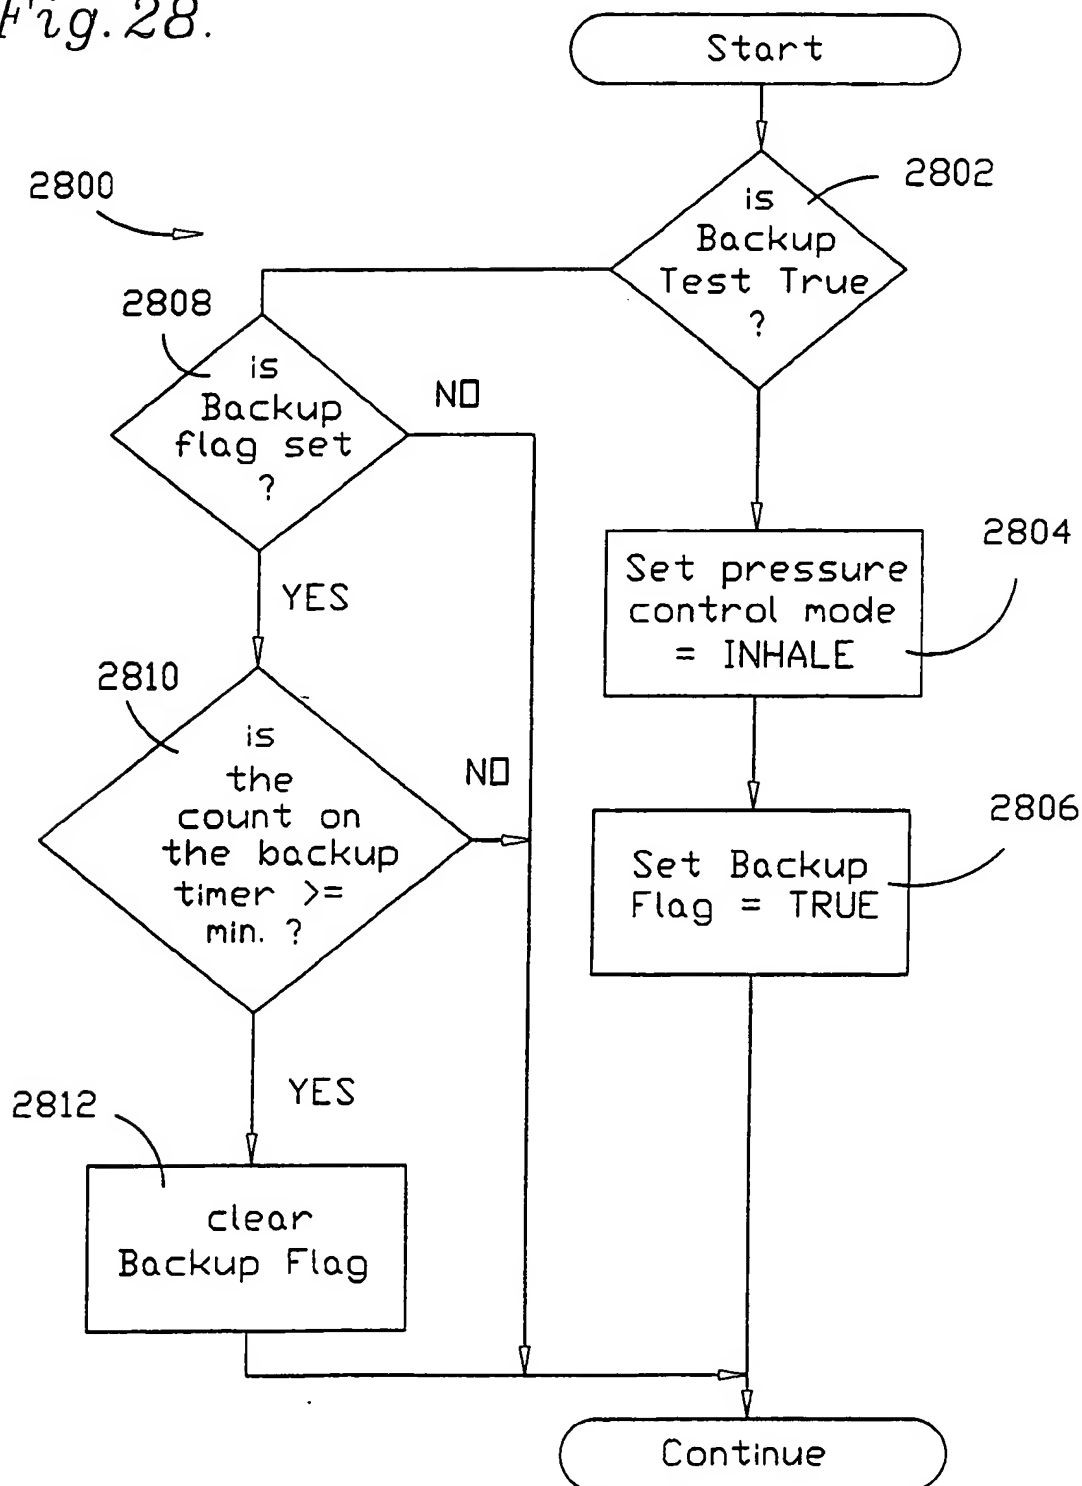 Fig. 28.
Start
2800
2802
is
Backup
Test True
?
2808
is
Backup
flag set
?
NO
YES
2804
Set pressure
control mode
= INHALE
2810
is
the
count on
the backup
timer >=
min. ?
NO
2806
Set Backup
Flag = TRUE
YES
2812
clear
Backup Flag
Continue